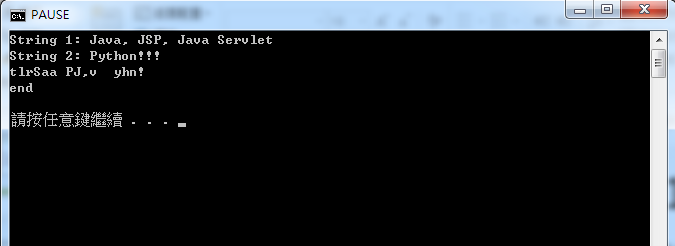 PAUSE
String 1: Java, JSP, Java Servlet
String 2: Python!!!
tlrSaa PJ,v  yhn!
end
請按任意鍵繼續 . . .